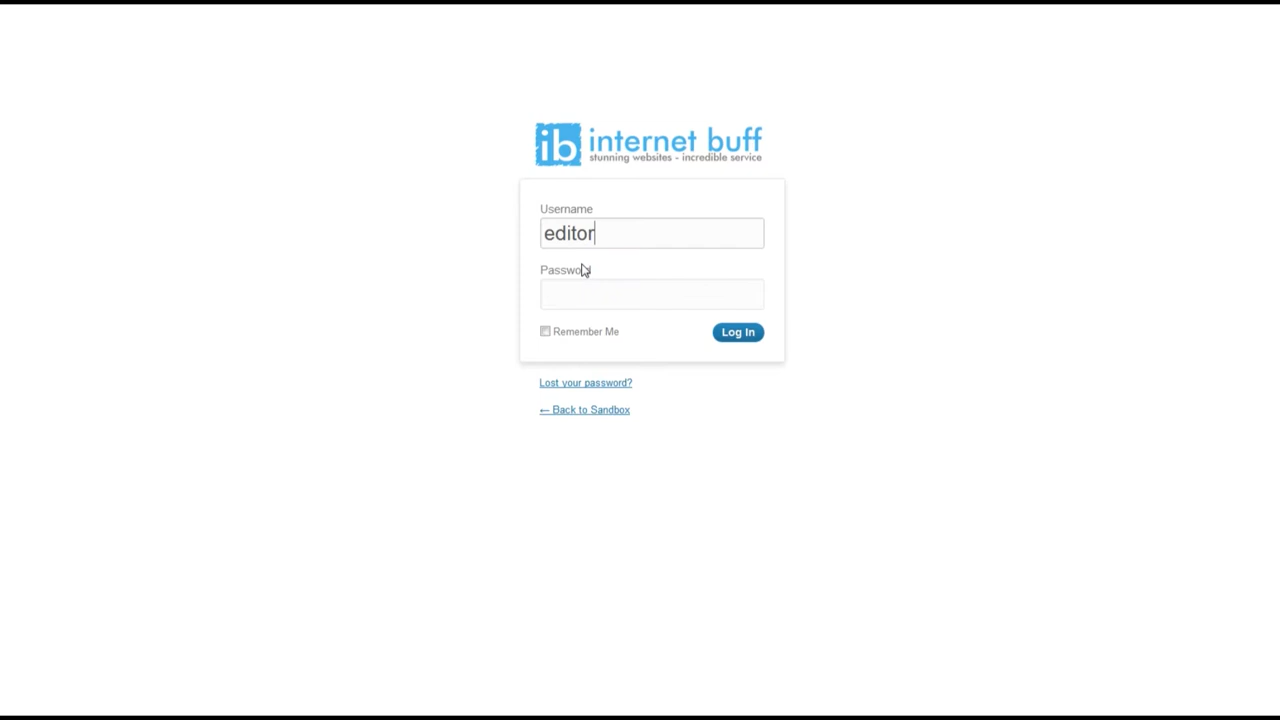 ib internet buff
stunning websites - incredible service
Username
editor
Password
Remember Me
Log In
Lost your password?
← Back to Sandbox